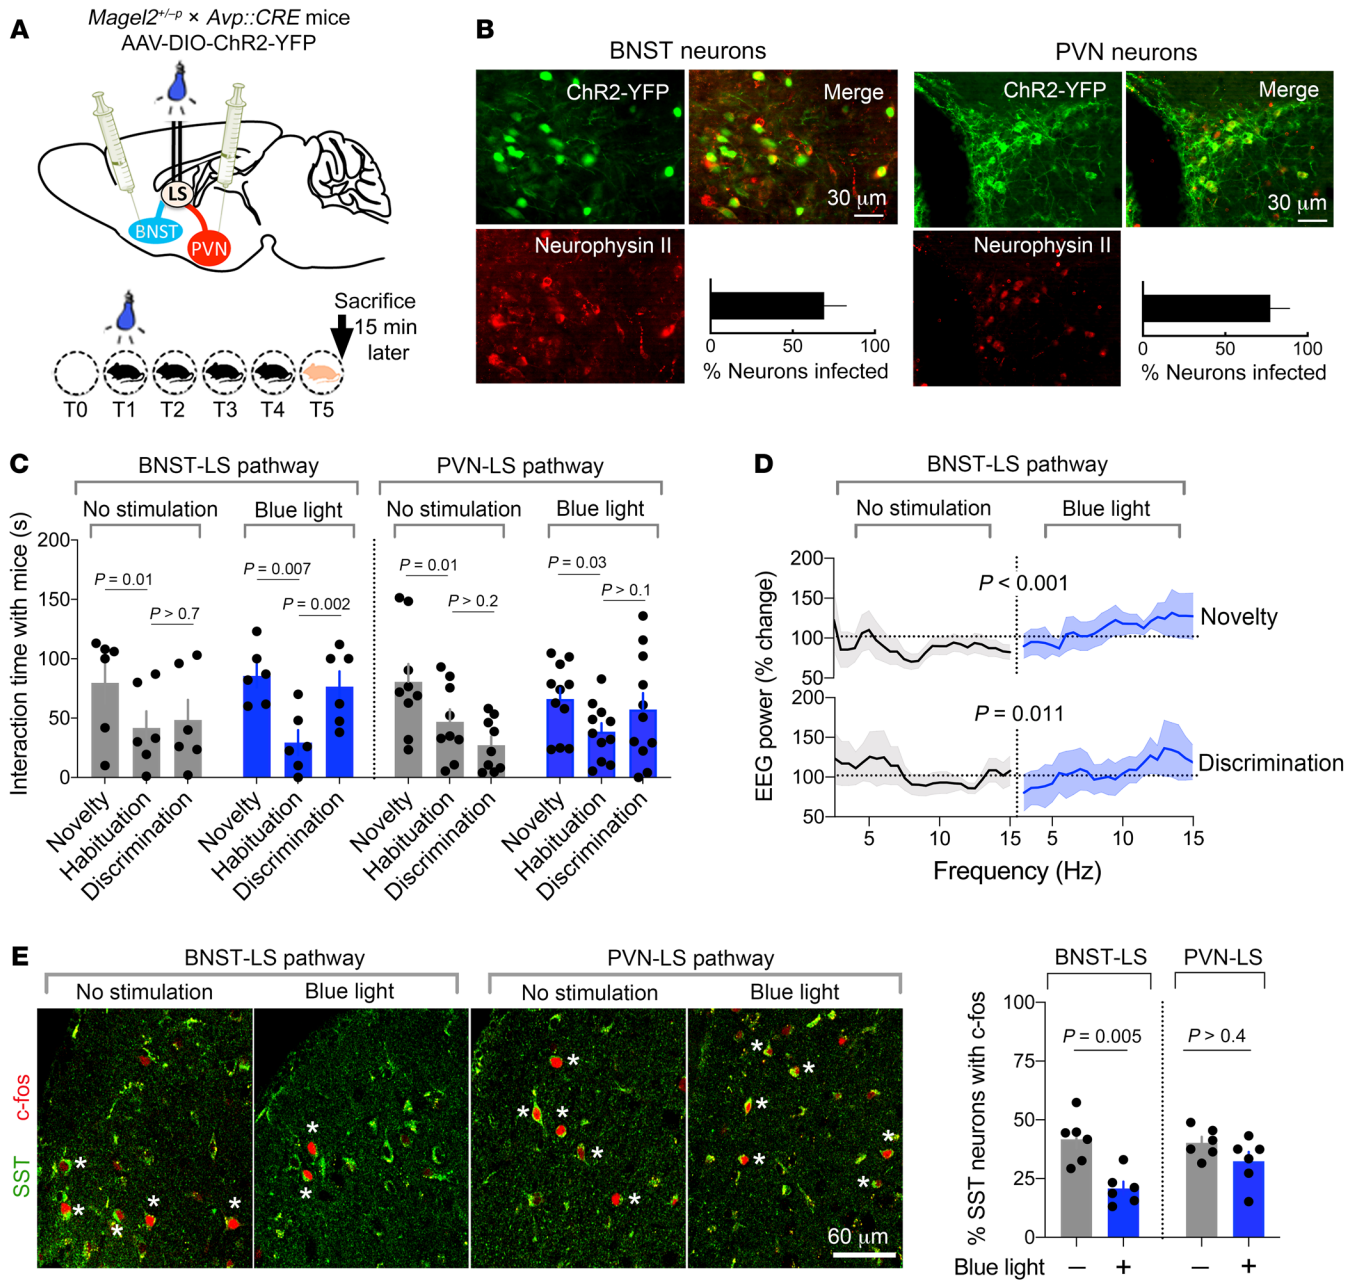 A
Magel2+/–p × Avp::CRE mice
AAV-DIO-ChR2-YFP
LS
BNST
PVN
Sacrifice
15 min
later
T0 T1 T2 T3 T4 T5
B
BNST neurons
ChR2-YFP
Merge
30 µm
Neurophysin II
0 50 100
% Neurons infected
PVN neurons
ChR2-YFP
Merge
30 µm
Neurophysin II
0 50 100
% Neurons infected
C
BNST-LS pathway
PVN-LS pathway
No stimulation
Blue light
No stimulation
Blue light
Interaction time with mice (s)
200
150
100
50
0
P = 0.01
P > 0.7
P = 0.007
P = 0.002
P = 0.01
P > 0.2
P = 0.03
P > 0.1
Novelty
Habituation
Discrimination
Novelty
Habituation
Discrimination
Novelty
Habituation
Discrimination
Novelty
Habituation
Discrimination
D
BNST-LS pathway
No stimulation
Blue light
EEG power (% change)
200
150
100
50
P < 0.001
Novelty
200
150
100
50
P = 0.011
Discrimination
5 10 15 5 10 15
Frequency (Hz)
E
BNST-LS pathway
PVN-LS pathway
No stimulation
Blue light
No stimulation
Blue light
SST c-fos
* * * * *
* *
* * * * *
* * * * * *
60 µm
BNST-LS
PVN-LS
% SST neurons with c-fos
100
75
50
25
0
P = 0.005
P > 0.4
Blue light – + – +